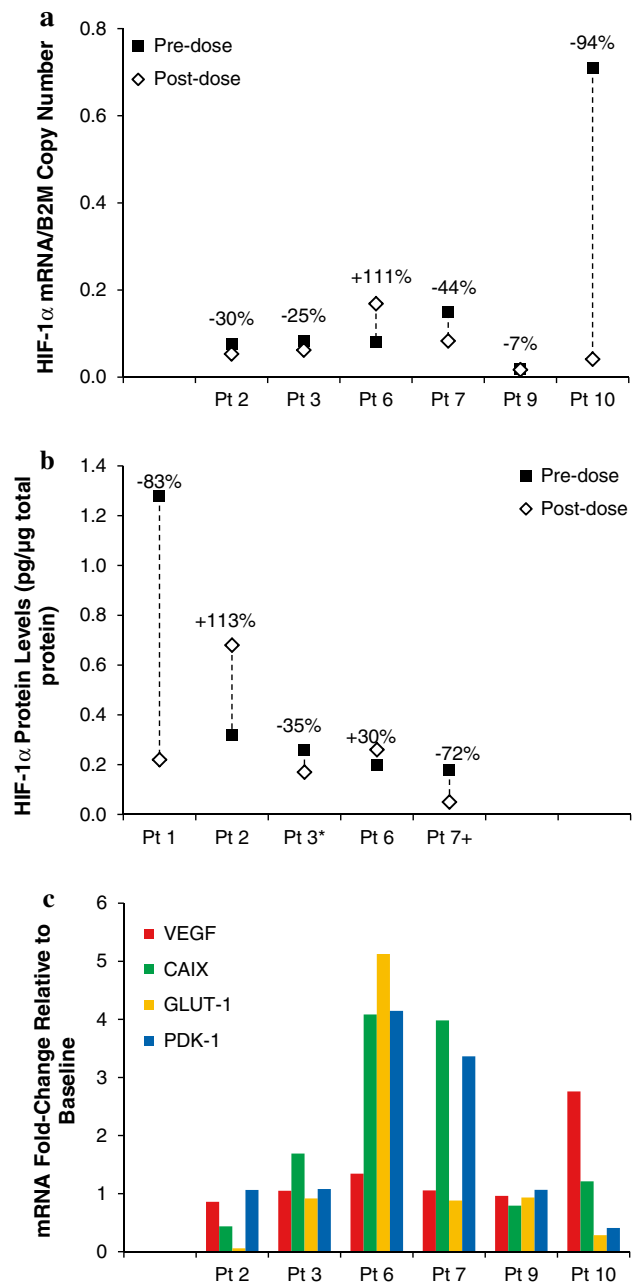 a
HIF-1α mRNA/B2M Copy Number
0.8
0.6
0.4
0.2
0.0
Pre-dose
Post-dose
-30%
-25%
+111%
-44%
-7%
-94%
Pt 2 Pt 3 Pt 6 Pt 7 Pt 9 Pt 10
b
HIF-1α Protein Levels (pg/μg total
protein)
1.4
1.2
1.0
0.8
0.6
0.4
0.2
0.0
Pre-dose
Post-dose
-83%
+113%
-35%
+30%
-72%
Pt 1 Pt 2 Pt 3* Pt 6 Pt 7+
c
mRNA Fold-Change Relative to
Baseline
6
5
4
3
2
1
0
VEGF
CAIX
GLUT-1
PDK-1
Pt 2 Pt 3 Pt 6 Pt 7 Pt 9 Pt 10